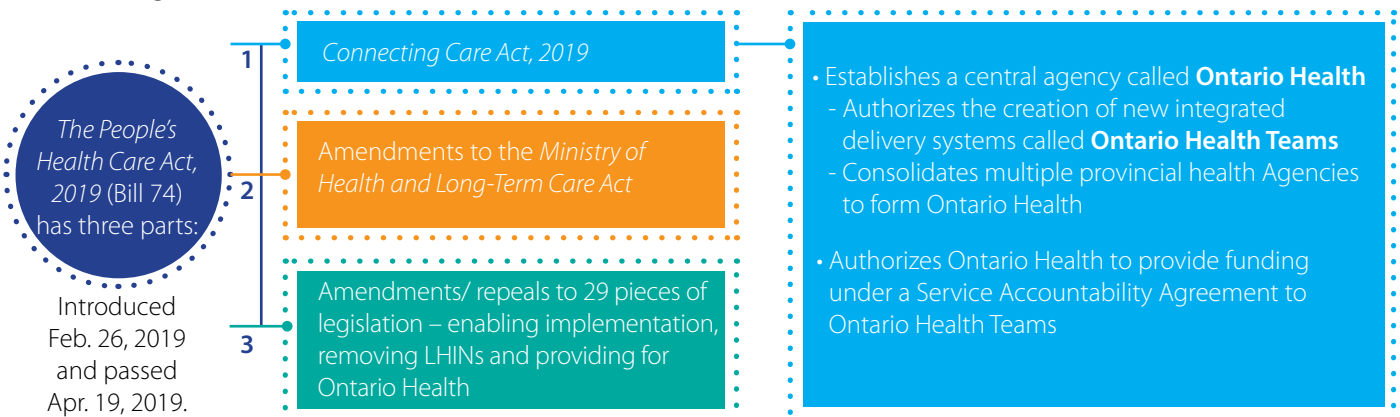 The People's
Health Care Act,
2019 (Bill 74)
has three parts:
Introduced
Feb. 26, 2019
and passed
Apr. 19, 2019.
1
Connecting Care Act, 2019
2
Amendments to the Ministry of
Health and Long-Term Care Act
3
Amendments/ repeals to 29 pieces of
legislation – enabling implementation,
removing LHINs and providing for
Ontario Health
• Establishes a central agency called Ontario Health
- Authorizes the creation of new integrated
delivery systems called Ontario Health Teams
- Consolidates multiple provincial health Agencies
to form Ontario Health
• Authorizes Ontario Health to provide funding
under a Service Accountability Agreement to
Ontario Health Teams